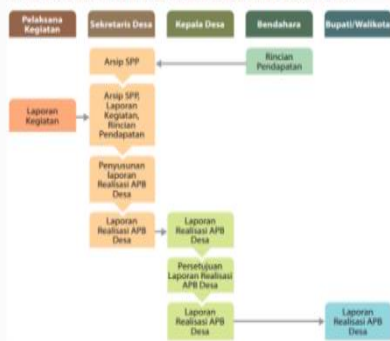 Pelaksana
Kegiatan
Sekretaris Desa
Kepala Desa
Bendahara
Bupati/Walikota
Arsip SPP
Rincian
Pendapatan
Laporan
Kegiatan
Arsip SPP,
Laporan
Kegiatan,
Rincian
Pendapatan
Penyusunan
laporan
Realisasi APB
Desa
Laporan
Realisasi APB
Desa
Laporan
Realisasi APB
Desa
Persetujuan
Laporan Realisasi
APB Desa
Laporan
Realisasi APB
Desa
Laporan
Realisasi APB
Desa